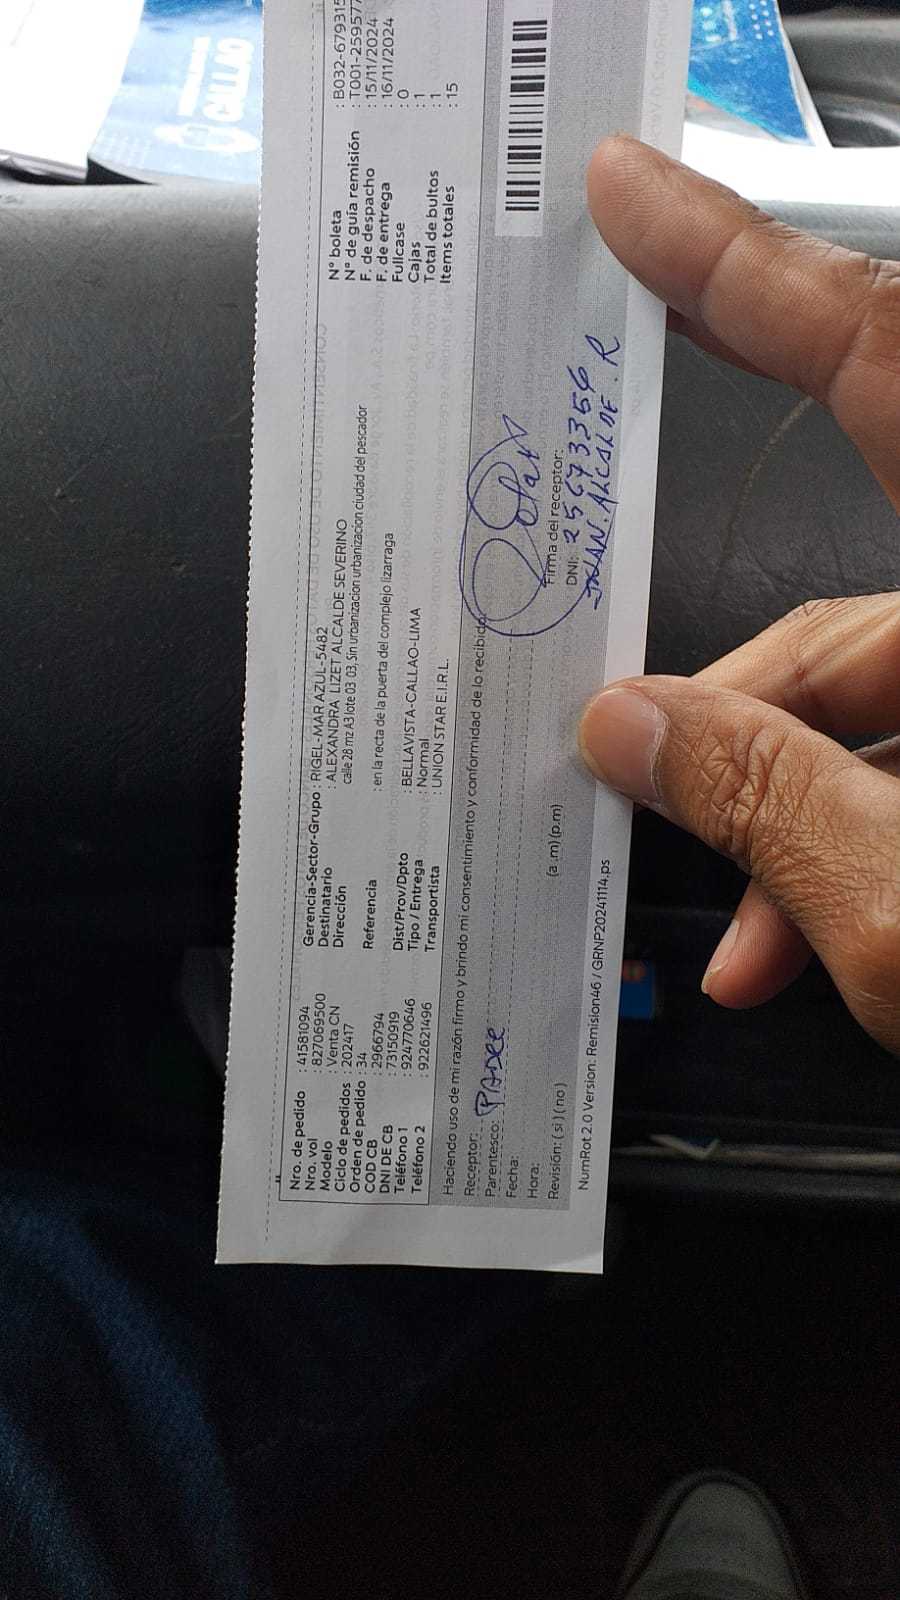 Nro. de pedido : 41581094
Nro. vol : 827069500
Modelo : Venta CN
Ciclo de pedidos : 202417
Orden de pedido : 34
COD CB : 2966794
DNI DE CB : 73150919
Teléfono 1 : 924770646
Teléfono 2 : 922621496
Gerencia-Sector-Grupo : RIGEL-MAR AZUL-5482
Destinatario : ALEXANDRA LIZET ALCALDE SEVERINO
Dirección calle 28 mz A3 lote 03 03, Sin urbanizacion urbanizacion ciudad del pescador
Referencia : en la recta de la puerta del complejo lizarraga
Dist/Prov/Dpto : BELLAVISTA-CALLAO-LIMA
Tipo / Entrega : Normal
Transportista : UNION STAR E.I.R.L.
N° boleta : B032-679315
N° de guía remisión : T001-259577
F. de despacho : 15/11/2024
F. de entrega : 16/11/2024
Fullcase : 0
Cajas : 1
Total de bultos : 1
Items totales : 15
Haciendo uso de mi razón firmo y brindo mi consentimiento y conformidad de lo recibido
Receptor:
Parentesco: PADRE
Fecha:
Hora: (a.m)(p.m)
Revisión: ( si ) ( no )
Firma del receptor:
DNI: 25673356
JUAN. ALCALDE. R
NumRot 2.0 Version: Remision46 / GRNP20241114.ps
CALLAO